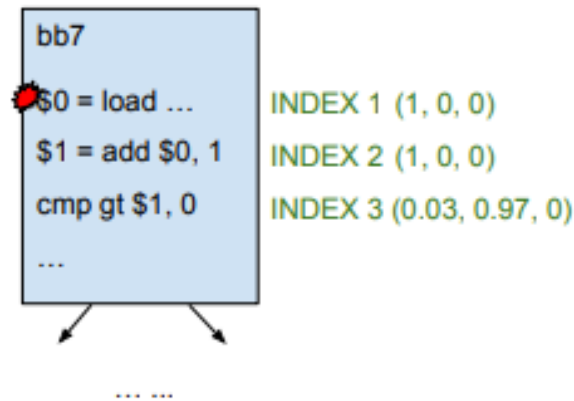 bb7
$0 = load … INDEX 1 (1, 0, 0)
$1 = add $0, 1 INDEX 2 (1, 0, 0)
cmp gt $1, 0 INDEX 3 (0.03, 0.97, 0)
…
… …